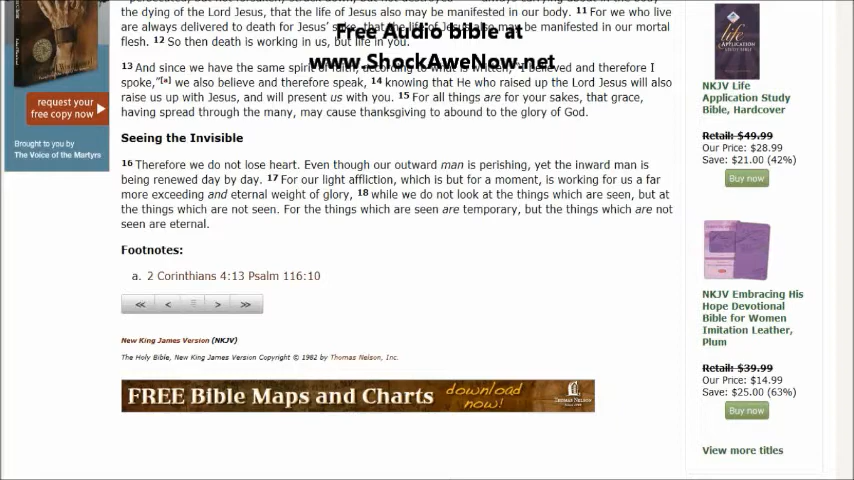 the dying of the Lord Jesus, that the life of Jesus also may be manifested in our body. 11 For we who live
are always delivered to death for Jesus' sake, that the life of Jesus also may be manifested in our mortal
flesh. 12 So then death is working in us, but life in you.
Free Audio bible at
www.ShockAweNow.net
13 And since we have the same spirit of faith, according to what is written, "I believed and therefore I
spoke,"[a] we also believe and therefore speak, 14 knowing that He who raised up the Lord Jesus will also
raise us up with Jesus, and will present us with you. 15 For all things are for your sakes, that grace,
having spread through the many, may cause thanksgiving to abound to the glory of God.
Seeing the Invisible
16 Therefore we do not lose heart. Even though our outward man is perishing, yet the inward man is
being renewed day by day. 17 For our light affliction, which is but for a moment, is working for us a far
more exceeding and eternal weight of glory, 18 while we do not look at the things which are seen, but at
the things which are not seen. For the things which are seen are temporary, but the things which are not
seen are eternal.
Footnotes:
a. 2 Corinthians 4:13 Psalm 116:10
New King James Version (NKJV)
The Holy Bible, New King James Version Copyright © 1982 by Thomas Nelson, Inc.
FREE Bible Maps and Charts download now!
THOMAS NELSON
request your
free copy now
Brought to you by
The Voice of the Martyrs
life
APPLICATION
NKJV Life
Application Study
Bible, Hardcover
Retail: $49.99
Our Price: $28.99
Save: $21.00 (42%)
Buy now
NKJV Embracing His
Hope Devotional
Bible for Women
Imitation Leather,
Plum
Retail: $39.99
Our Price: $14.99
Save: $25.00 (63%)
Buy now
View more titles